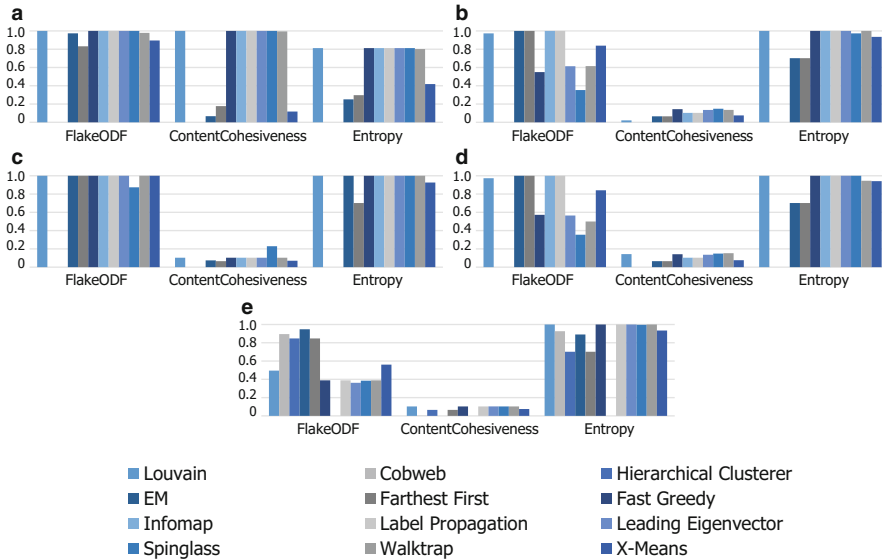 a
1.0
0.8
0.6
0.4
0.2
0
FlakeODF ContentCohesiveness Entropy
b
1.0
0.8
0.6
0.4
0.2
0
FlakeODF ContentCohesiveness Entropy
c
1.0
0.8
0.6
0.4
0.2
0
FlakeODF ContentCohesiveness Entropy
d
1.0
0.8
0.6
0.4
0.2
0
FlakeODF ContentCohesiveness Entropy
e
1.0
0.8
0.6
0.4
0.2
0
FlakeODF ContentCohesiveness Entropy
Louvain Cobweb Hierarchical Clusterer
EM Farthest First Fast Greedy
Infomap Label Propagation Leading Eigenvector
Spinglass Walktrap X-Means